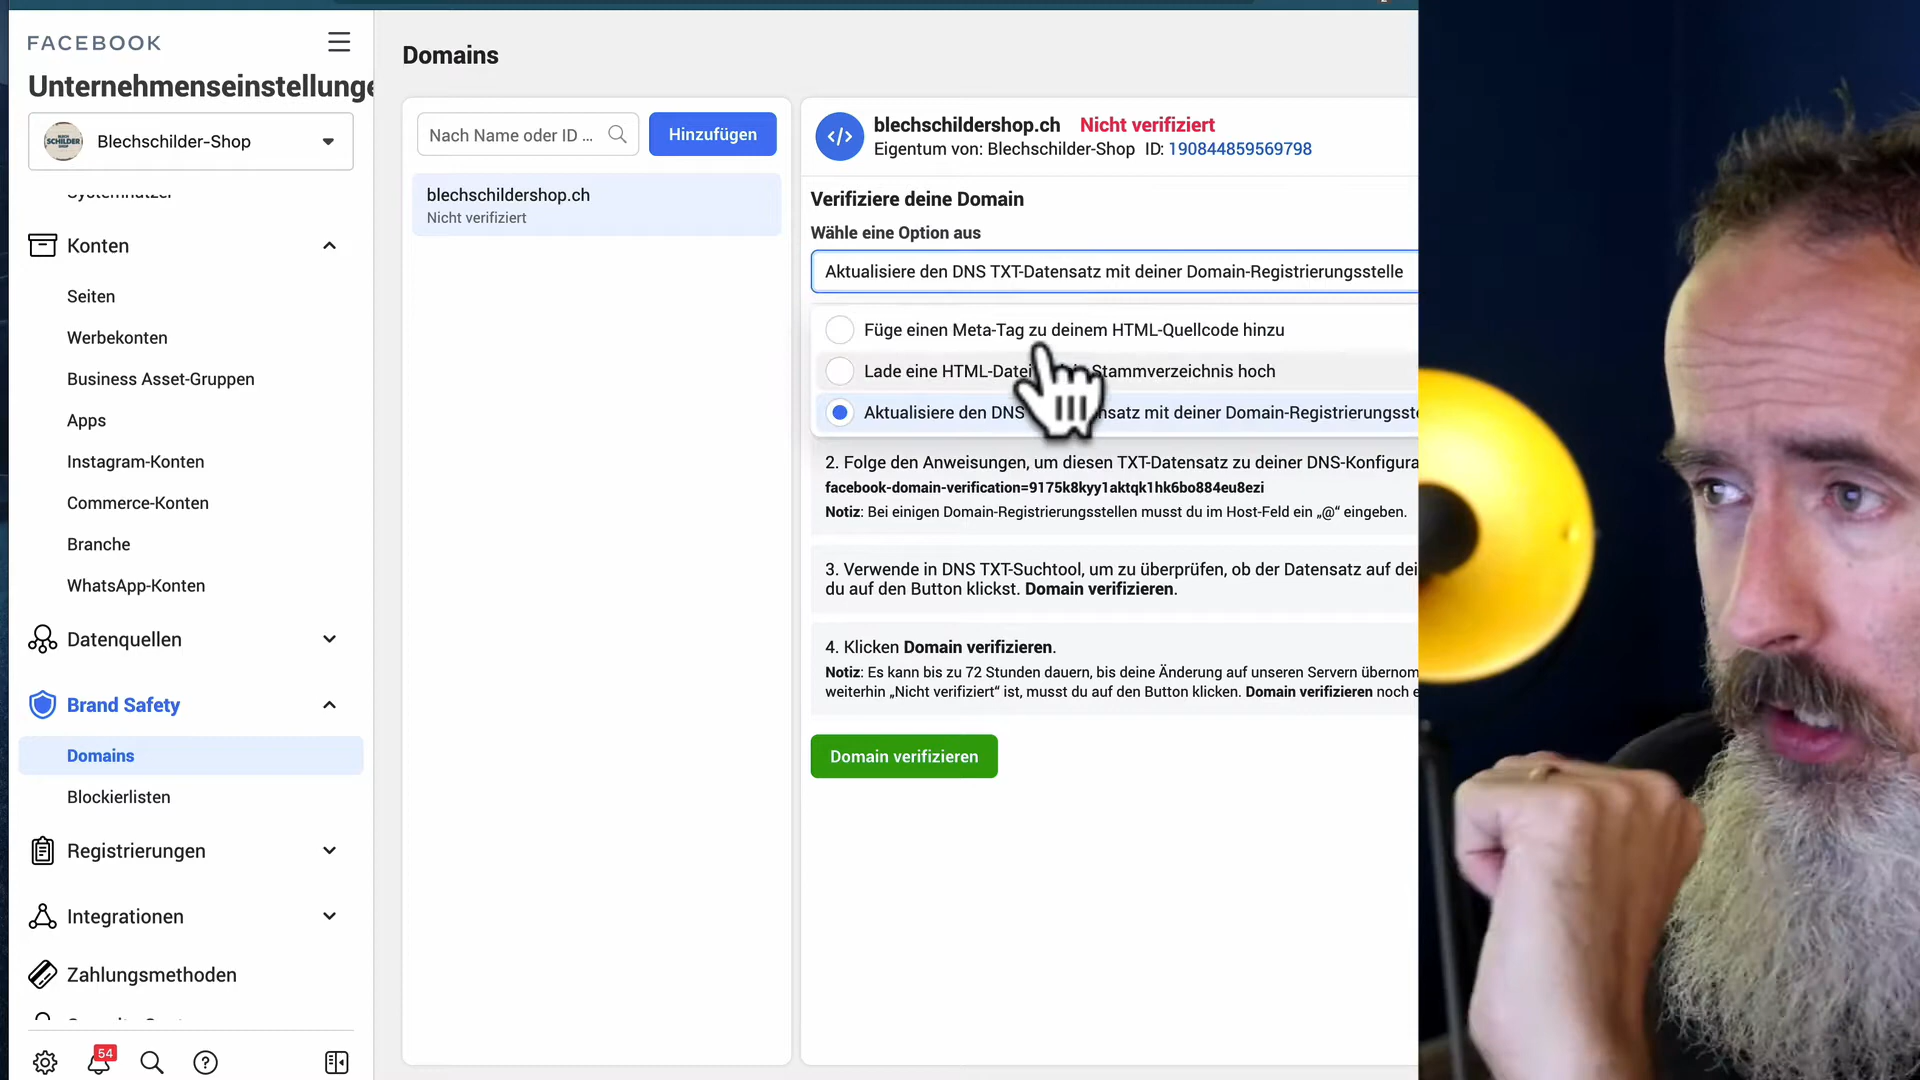 FACEBOOK
Unternehmenseinstellunge
Blechschilder-Shop
Systemnutzer
Konten
Seiten
Werbekonten
Business Asset-Gruppen
Apps
Instagram-Konten
Commerce-Konten
Branche
WhatsApp-Konten
Datenquellen
Brand Safety
Domains
Blockierlisten
Registrierungen
Integrationen
Zahlungsmethoden
54
Domains
Nach Name oder ID ...
Hinzufügen
blechschildershop.ch
Nicht verifiziert
blechschildershop.ch Nicht verifiziert
Eigentum von: Blechschilder-Shop ID: 190844859569798
Verifiziere deine Domain
Wähle eine Option aus
Aktualisiere den DNS TXT-Datensatz mit deiner Domain-Registrierungsstelle
Füge einen Meta-Tag zu deinem HTML-Quellcode hinzu
Lade eine HTML-Datei Stammverzeichnis hoch
Aktualisiere den DNS nsatz mit deiner Domain-Registrierungsste
2. Folge den Anweisungen, um diesen TXT-Datensatz zu deiner DNS-Konfigura
facebook-domain-verification=9175k8kyy1aktqk1hk6bo884eu8ezi
Notiz: Bei einigen Domain-Registrierungsstellen musst du im Host-Feld ein „@“ eingeben.
3. Verwende in DNS TXT-Suchtool, um zu überprüfen, ob der Datensatz auf dei
du auf den Button klickst. Domain verifizieren.
4. Klicken Domain verifizieren.
Notiz: Es kann bis zu 72 Stunden dauern, bis deine Änderung auf unseren Servern übernom
weiterhin „Nicht verifiziert“ ist, musst du auf den Button klicken. Domain verifizieren noch e
Domain verifizieren